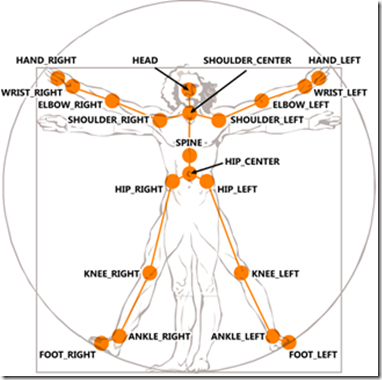 HAND_RIGHT
HEAD
SHOULDER_CENTER
HAND_LEFT
WRIST_RIGHT
WRIST_LEFT
ELBOW_RIGHT
ELBOW_LEFT
SHOULDER_RIGHT
SHOULDER_LEFT
SPINE
HIP_CENTER
HIP_RIGHT
HIP_LEFT
KNEE_RIGHT
KNEE_LEFT
ANKLE_RIGHT
ANKLE_LEFT
FOOT_RIGHT
FOOT_LEFT